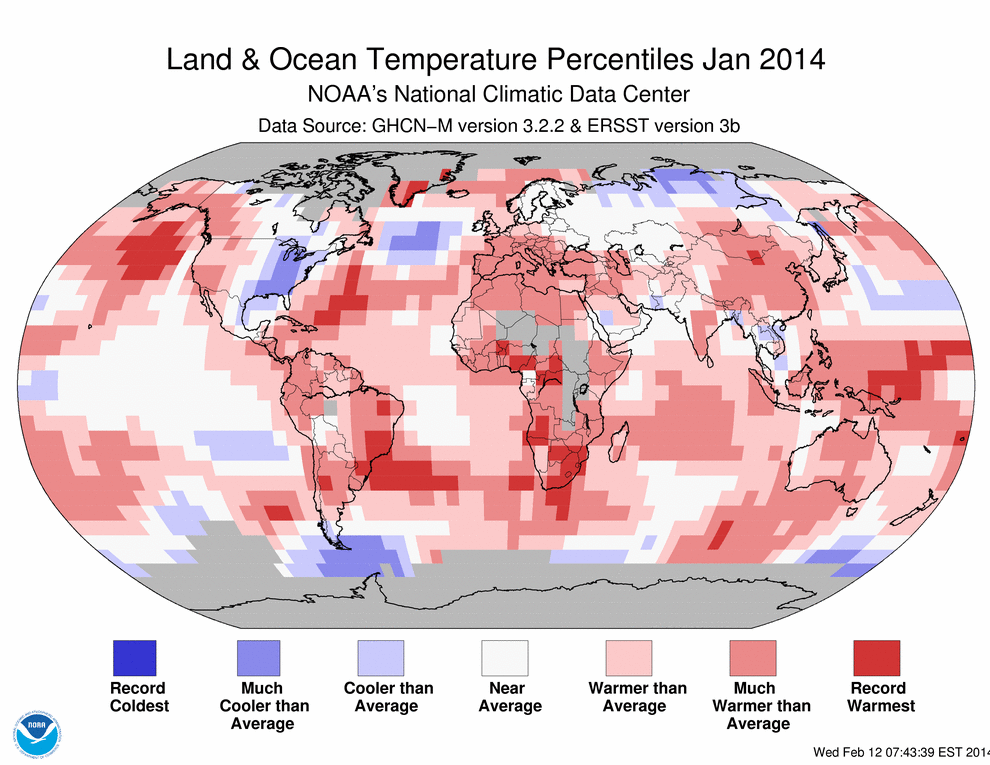 Land & Ocean Temperature Percentiles Jan 2014
NOAA's National Climatic Data Center
Data Source: GHCN−M version 3.2.2 & ERSST version 3b
Record
Coldest
Much
Cooler than
Average
Cooler than
Average
Near
Average
Warmer than
Average
Much
Warmer than
Average
Record
Warmest
NOAA
Wed Feb 12 07:43:39 EST 2014